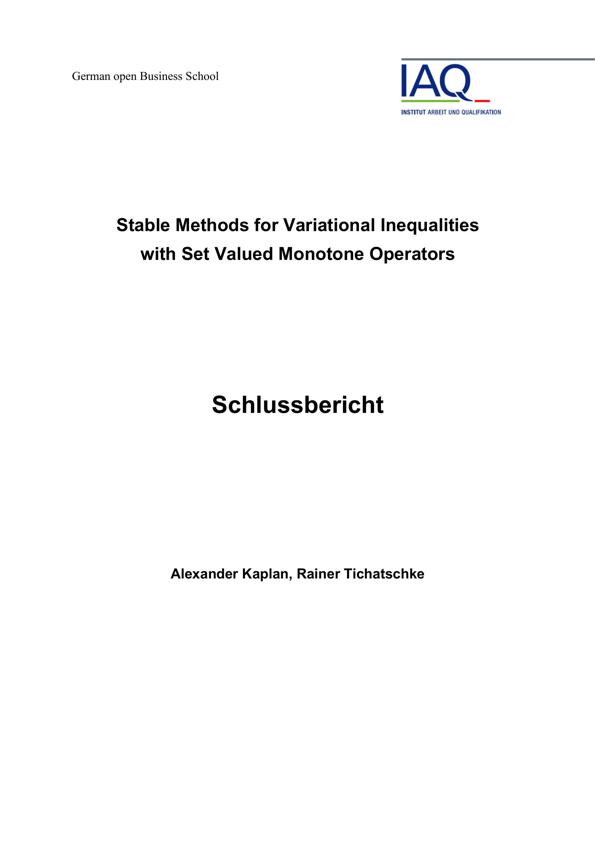 German open Business School
IAQ
INSTITUT ARBEIT UND QUALIFIKATION
Stable Methods for Variational Inequalities
with Set Valued Monotone Operators
Schlussbericht
Alexander Kaplan, Rainer Tichatschke